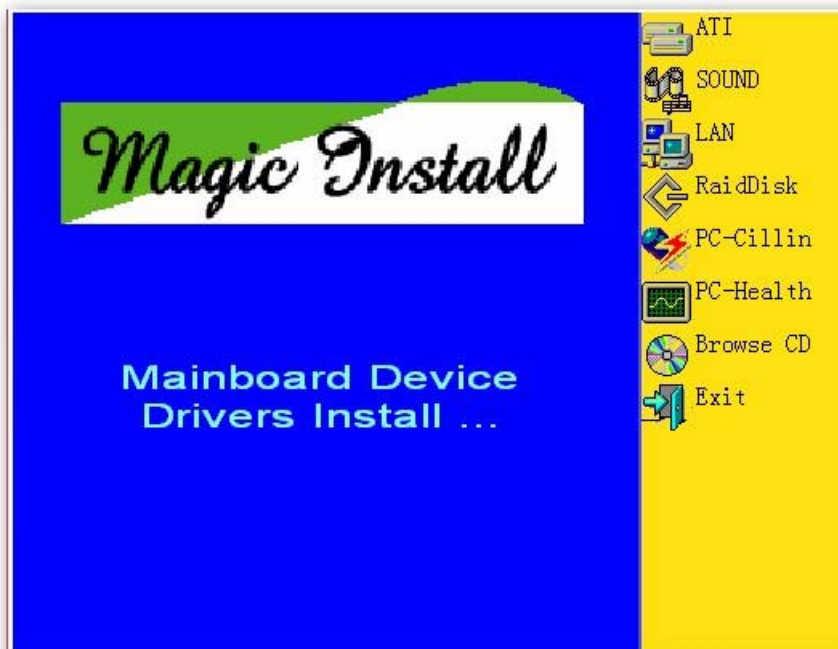 Magic Install
Mainboard Device
Drivers Install ...
ATI
SOUND
LAN
RaidDisk
PC-Cillin
PC-Health
Browse CD
Exit